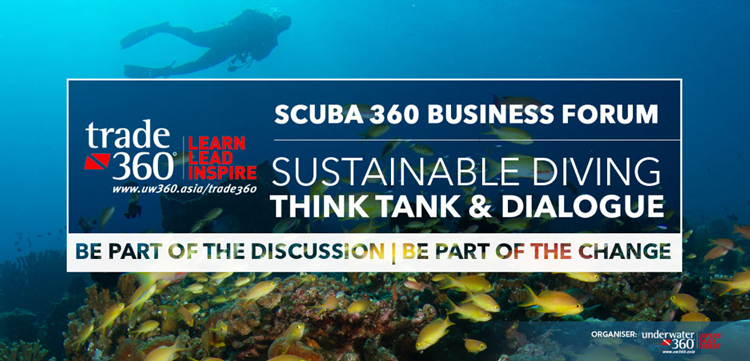 trade
360°
LEARN
LEAD
INSPIRE
www.uw360.asia/trade360
SCUBA 360 BUSINESS FORUM
SUSTAINABLE DIVING
THINK TANK & DIALOGUE
BE PART OF THE DISCUSSION | BE PART OF THE CHANGE
ORGANISER:
underwater
360°
www.uw360.asia